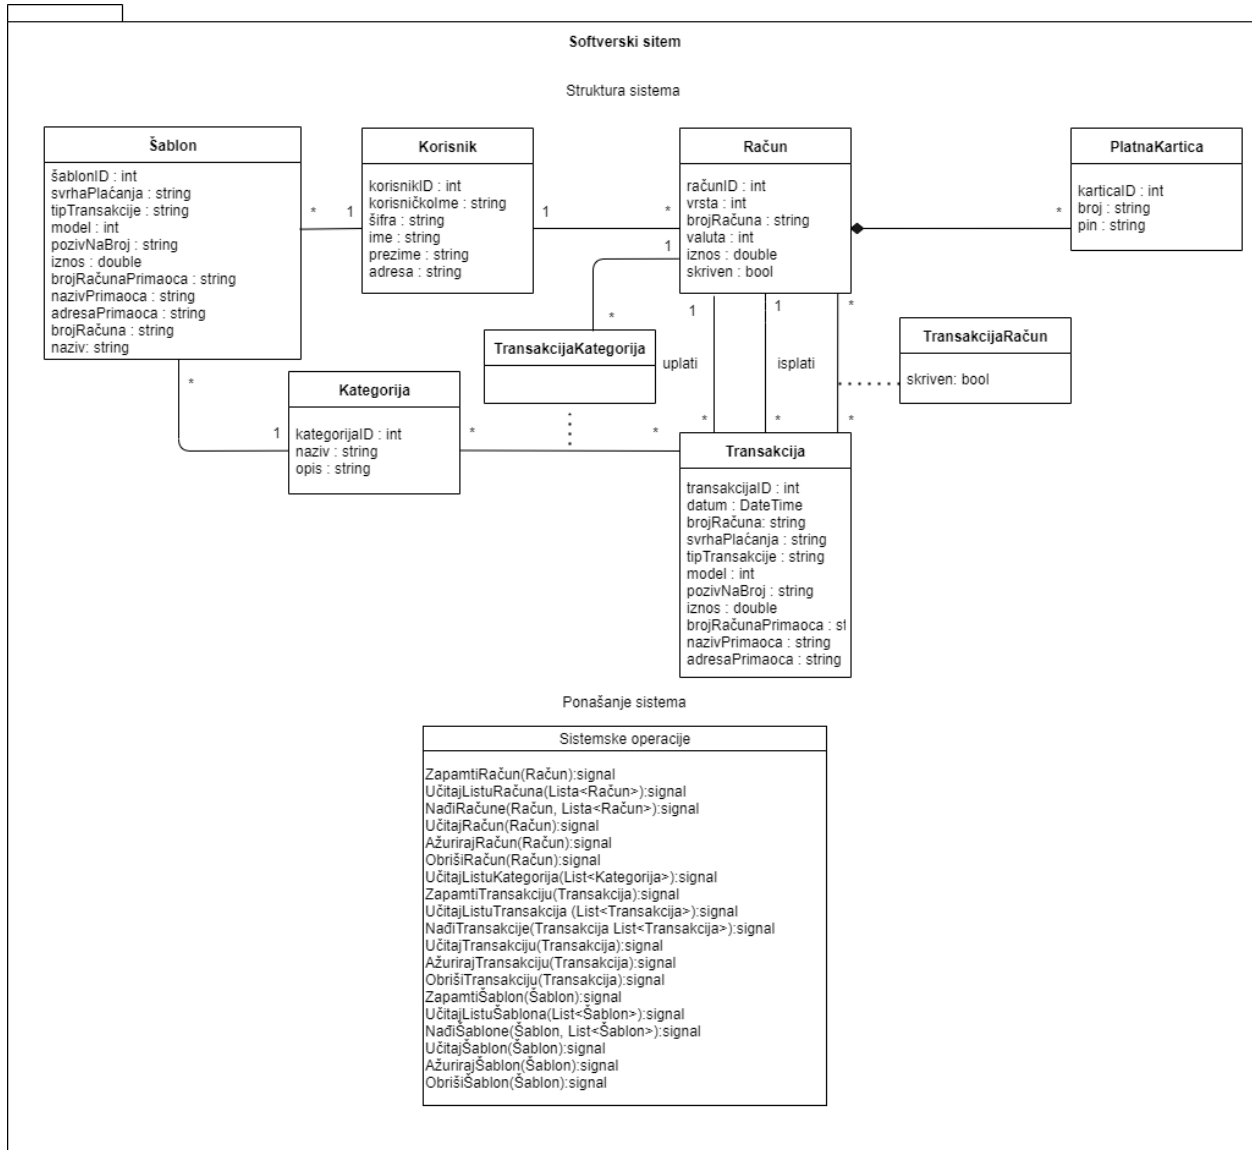 Softverski sitem
Struktura sistema
Šablon
šablonID : int
svrhaPlaćanja : string
tipTransakcije : string
model : int
pozivNaBroj : string
iznos : double
brojRačunaPrimaoca : string
nazivPrimaoca : string
adresaPrimaoca : string
brojRačuna : string
naziv: string
*
1
Korisnik
korisnikID : int
korisničkoIme : string
šifra : string
ime : string
prezime : string
adresa : string
1
*
Račun
računID : int
vrsta : int
brojRačuna : string
valuta : int
iznos : double
skriven : bool
*
PlatnaKartica
karticaID : int
broj : string
pin : string
1
*
TransakcijaKategorija
1
uplati
*
1
isplati
*
*
*
TransakcijaRačun
skriven: bool
*
1
Kategorija
kategorijaID : int
naziv : string
opis : string
*
*
Transakcija
transakcijaID : int
datum : DateTime
brojRačuna: string
svrhaPlaćanja : string
tipTransakcije : string
model : int
pozivNaBroj : string
iznos : double
brojRačunaPrimaoca : st
nazivPrimaoca : string
adresaPrimaoca : string
Ponašanje sistema
Sistemske operacije
ZapamtiRačun(Račun):signal
UčitajListuRačuna(Lista<Račun>):signal
NađiRačune(Račun, Lista<Račun>):signal
UčitajRačun(Račun):signal
AžurirajRačun(Račun):signal
ObrišiRačun(Račun):signal
UčitajListuKategorija(List<Kategorija>):signal
ZapamtiTransakciju(Transakcija):signal
UčitajListuTransakcija (List<Transakcija>):signal
NađiTransakcije(Transakcija List<Transakcija>):signal
UčitajTransakciju(Transakcija):signal
AžurirajTransakciju(Transakcija):signal
ObrišiTransakciju(Transakcija):signal
ZapamtiŠablon(Šablon):signal
UčitajListuŠablona(List<Šablon>):signal
NađiŠablone(Šablon, List<Šablon>):signal
UčitajŠablon(Šablon):signal
AžurirajŠablon(Šablon):signal
ObrišiŠablon(Šablon):signal